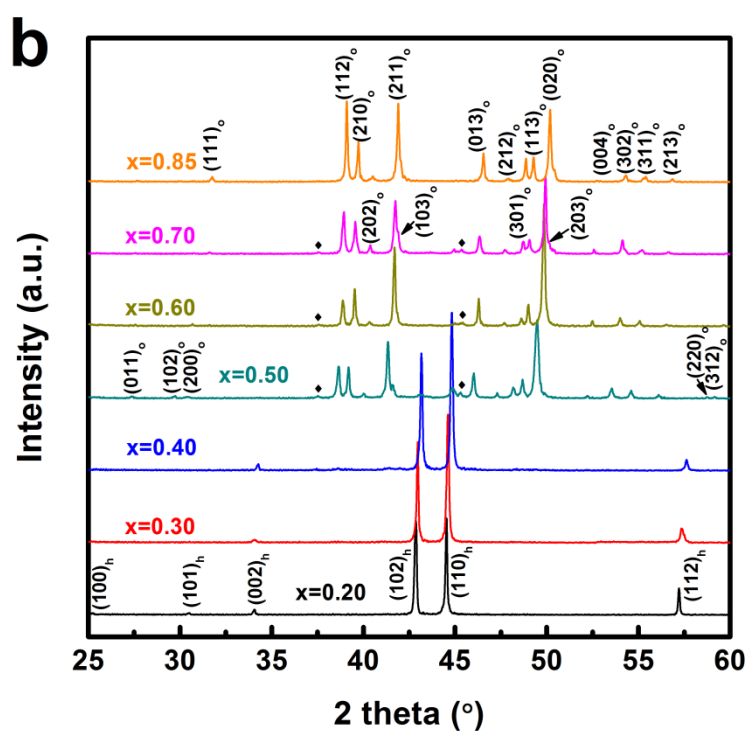 b
(111)ₒ
(112)ₒ
(210)ₒ
(211)ₒ
(013)ₒ
(212)ₒ
(113)ₒ
(020)ₒ
(004)ₒ
(302)ₒ
(311)ₒ
(213)ₒ
x=0.85
x=0.70
(202)ₒ
(103)ₒ
(301)ₒ
(203)ₒ
x=0.60
(011)ₒ
(102)ₒ
(200)ₒ
x=0.50
(220)ₒ
(312)ₒ
x=0.40
x=0.30
(100)ₕ
(101)ₕ
(002)ₕ
x=0.20
(102)ₕ
(110)ₕ
(112)ₕ
Intensity (a.u.)
25 30 35 40 45 50 55 60
2 theta (°)